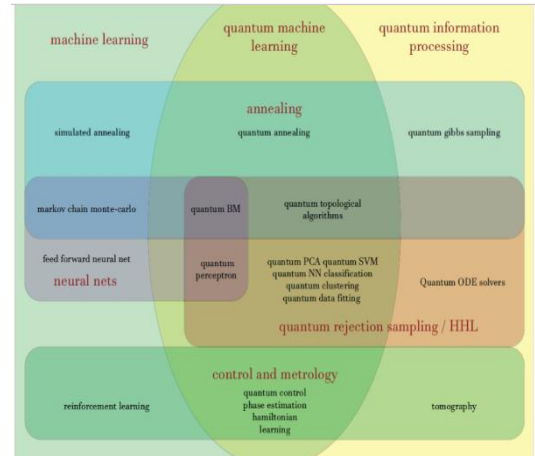 machine learning
quantum machine
learning
quantum information
processing
annealing
simulated annealing
quantum annealing
quantum gibbs sampling
markov chain monte-carlo
quantum BM
quantum topological
algorithms
feed forward neural net
neural nets
quantum
perceptron
quantum PCA quantum SVM
quantum NN classification
quantum clustering
quantum data fitting
Quantum ODE solvers
quantum rejection sampling / HHL
control and metrology
reinforcement learning
quantum control
phase estimation
hamiltonian
learning
tomography